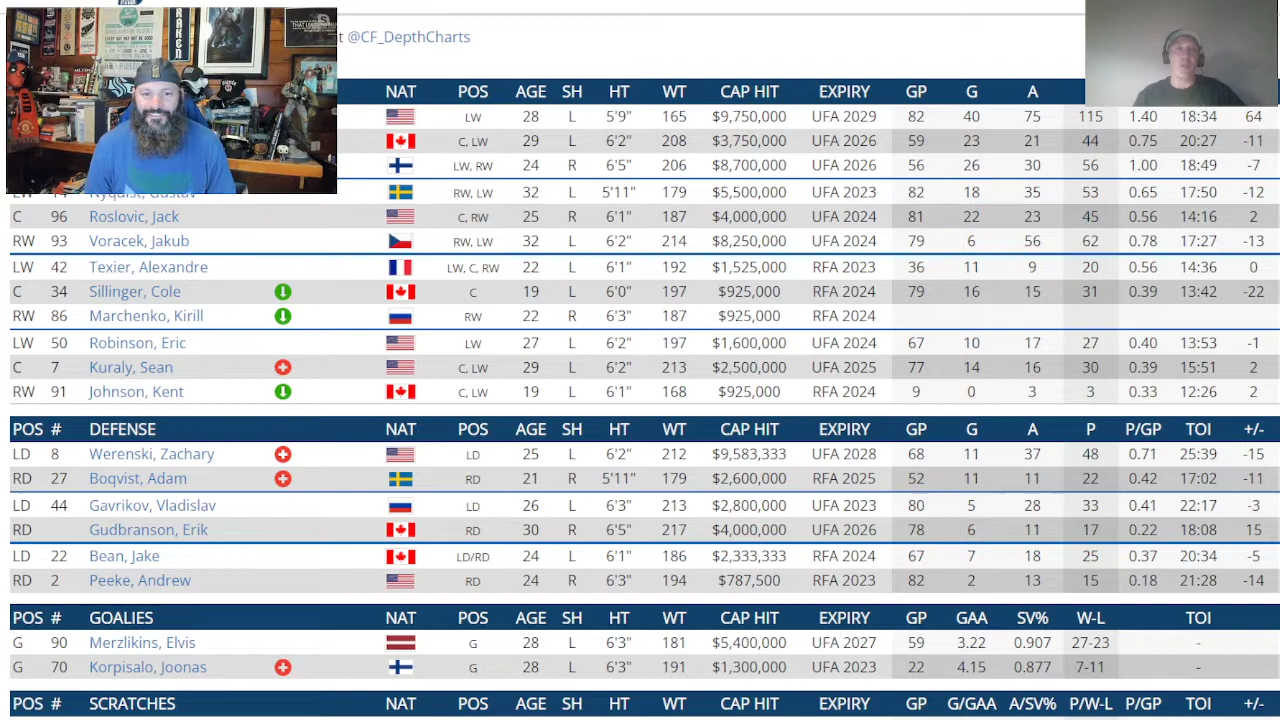 t @CF_DepthCharts
NAT POS AGE SH HT WT CAP HIT EXPIRY GP G A
LW 28 L 5'9" 165 $9,750,000 UFA 2029 82 40 75 115 1.40 18:34 64
C, LW 29 L 6'2" 208 $3,750,000 UFA 2026 59 23 21 44 0.75 20:27 -11
LW, RW 24 L 6'5" 206 $8,700,000 UFA 2026 56 26 30 56 1.00 18:49 -7
RW, LW 32 L 5'11" 179 $5,500,000 UFA 2023 82 18 35 53 0.65 17:50 -12
C 96 Roslovic, Jack C, RW 25 R 6'1" 187 $4,000,000 UFA 2024 81 22 23 45 0.56 14:16 2
RW 93 Voracek, Jakub RW, LW 32 L 6'2" 214 $8,250,000 UFA 2024 79 6 56 62 0.78 17:27 -13
LW 42 Texier, Alexandre LW, C, RW 22 L 6'1" 192 $1,525,000 RFA 2023 36 11 9 20 0.56 14:36 0
C 34 Sillinger, Cole C 19 L 6'0" 197 $925,000 RFA 2024 79 16 15 31 0.39 13:42 -22
RW 86 Marchenko, Kirill RW 22 R 6'3" 187 $925,000 RFA 2024
LW 50 Robinson, Eric LW 27 L 6'2" 197 $1,600,000 UFA 2024 67 10 17 27 0.40 13:53 -1
C 7 Kuraly, Sean C, LW 29 L 6'2" 213 $2,500,000 UFA 2025 77 14 16 30 0.39 15:51 2
RW 91 Johnson, Kent C, LW 19 L 6'1" 168 $925,000 RFA 2024 9 0 3 3 0.33 12:26 2
POS # DEFENSE NAT POS AGE SH HT WT CAP HIT EXPIRY GP G A P P/GP TOI +/-
LD 8 Werenski, Zachary LD 25 L 6'2" 212 $9,583,333 UFA 2028 68 11 37 48 0.71 25:39 -15
RD 27 Boqvist, Adam RD 21 R 5'11" 179 $2,600,000 RFA 2025 52 11 11 22 0.42 17:02 -11
LD 44 Gavrikov, Vladislav LD 26 L 6'3" 213 $2,800,000 UFA 2023 80 5 28 33 0.41 22:17 -3
RD Gudbranson, Erik RD 30 R 6'5" 217 $4,000,000 UFA 2026 78 6 11 17 0.22 18:08 15
LD 22 Bean, Jake LD/RD 24 L 6'1" 186 $2,333,333 RFA 2024 67 7 18 25 0.37 20:34 -5
RD 2 Peeke, Andrew RD 24 R 6'3" 194 $787,500 RFA 2023 82 2 13 15 0.18 21:28 -14
POS # GOALIES NAT POS AGE SH HT WT CAP HIT EXPIRY GP GAA SV% W-L TOI
G 90 Merzlikins, Elvis G 28 L 6'3" 181 $5,400,000 UFA 2027 59 3.22 0.907 27-23 -
G 70 Korpisalo, Joonas G 28 L 6'3" 191 $1,300,000 UFA 2023 22 4.15 0.877 7-11 -
POS # SCRATCHES NAT POS AGE SH HT WT CAP HIT EXPIRY GP G/GAA A/SV% P/W-L P/GP TOI +/-